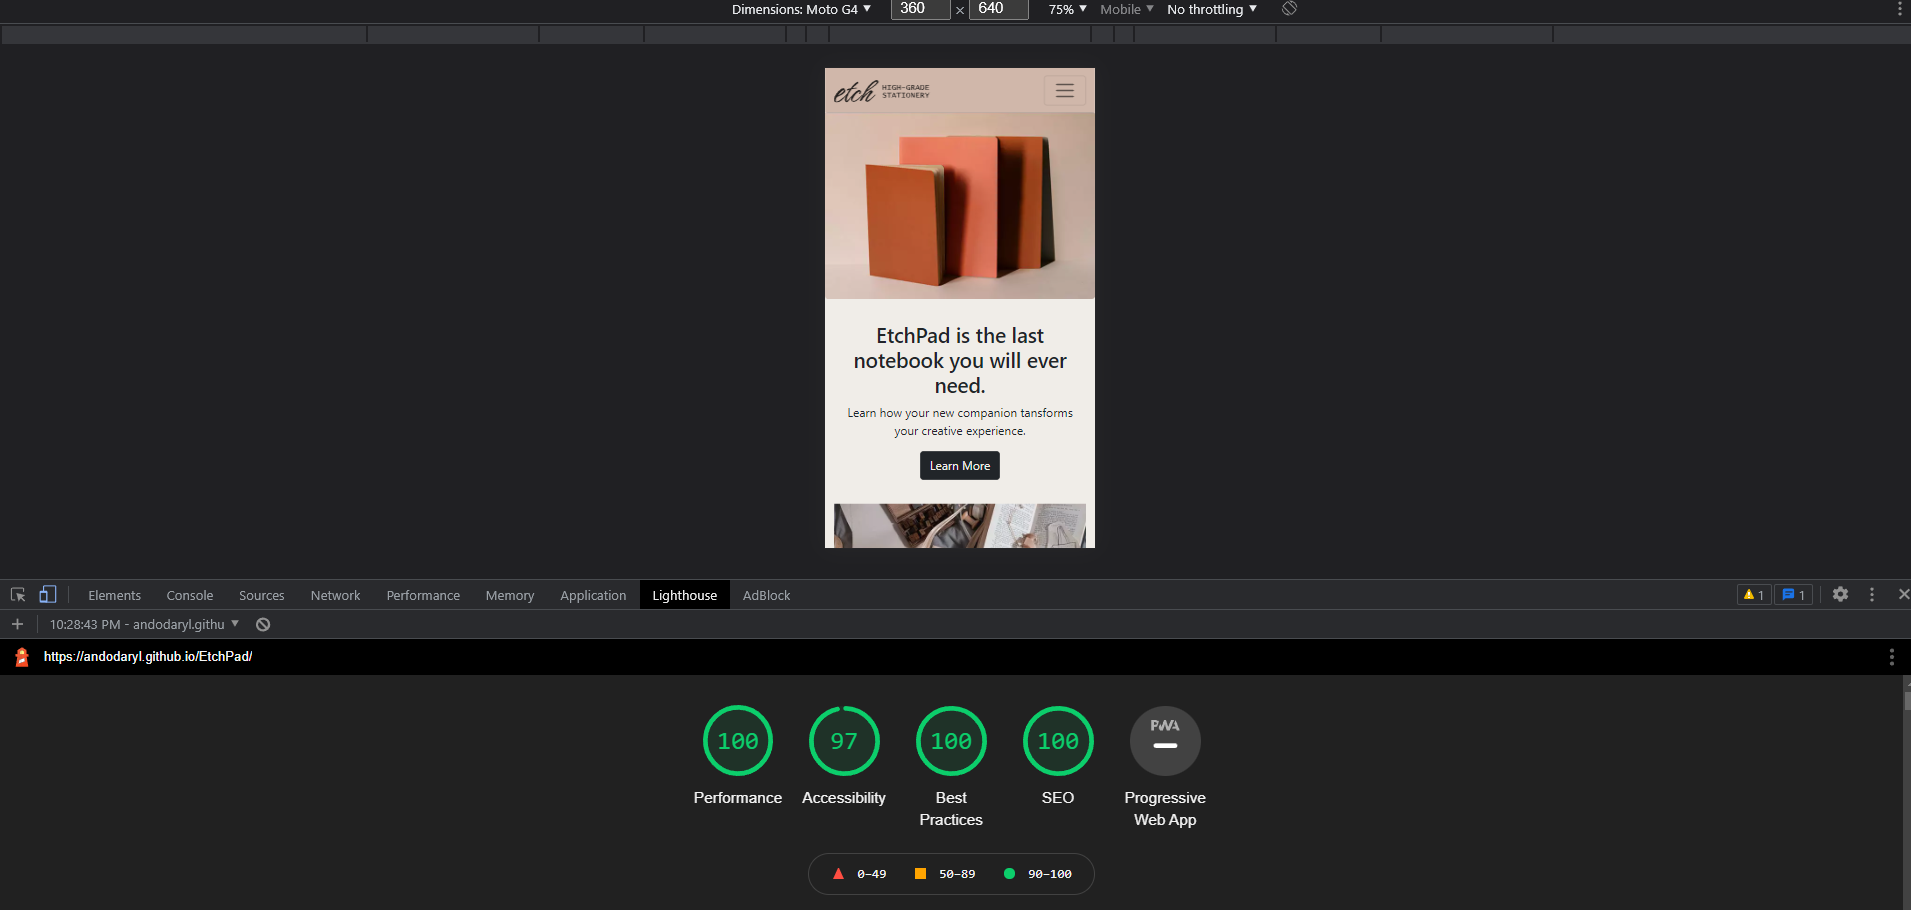 Dimensions: Moto G4 ▼ 360 × 640 75% ▼ Mobile ▼ No throttling ▼
etch HIGH-GRADE
STATIONERY
EtchPad is the last
notebook you will ever
need.
Learn how your new companion tansforms
your creative experience.
Learn More
Elements Console Sources Network Performance Memory Application Lighthouse AdBlock 1 1
10:28:43 PM - andodaryl.githu ▼
https://andodaryl.github.io/EtchPad/
100 97 100 100 PWA
Performance Accessibility Best SEO Progressive
Practices Web App
0–49 50–89 90–100